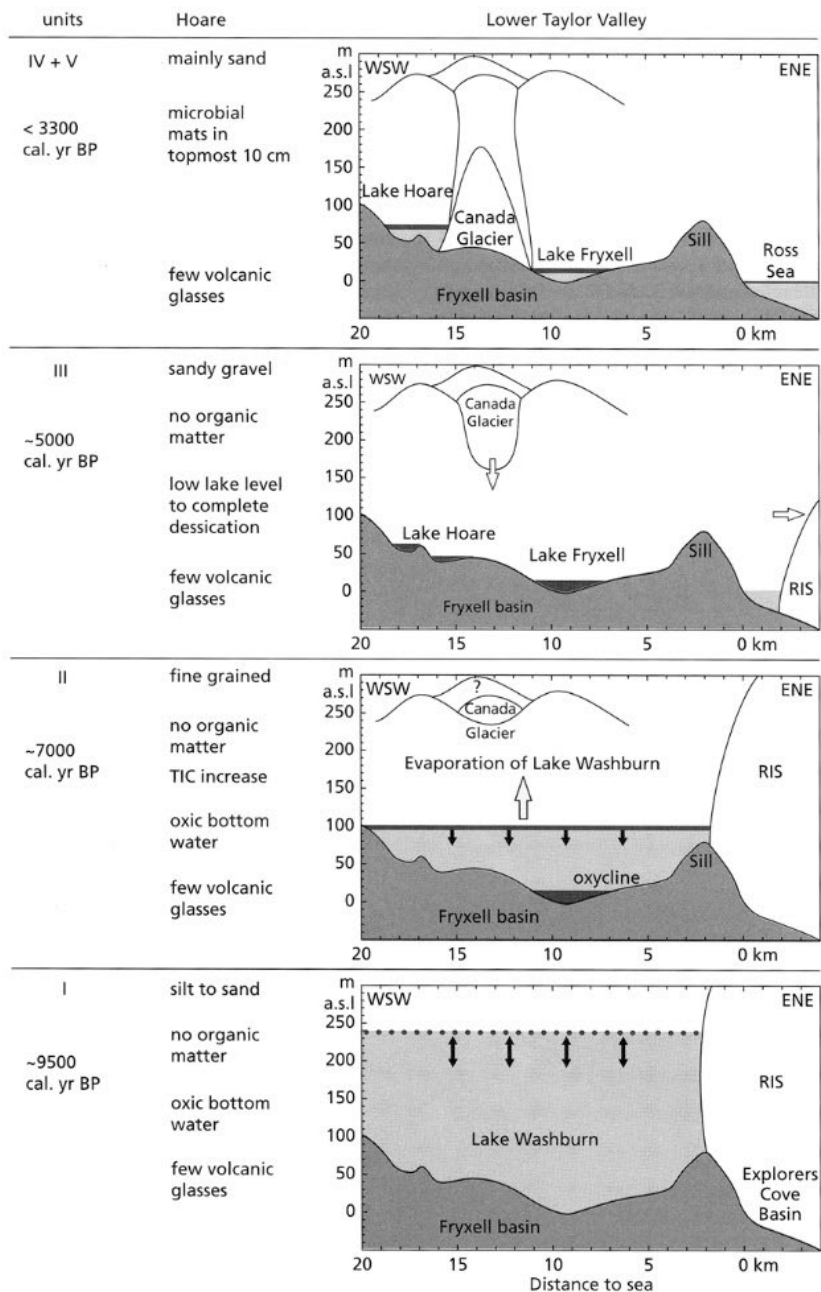 units Hoare Lower Taylor Valley
IV + V
< 3300
cal. yr BP
mainly sand
microbial
mats in
topmost 10 cm
few volcanic
glasses
m
a.s.l
WSW
ENE
250
200
150
100
50
0
Lake Hoare
Canada
Glacier
Lake Fryxell
Sill
Ross
Sea
Fryxell basin
20 15 10 5 0 km
III
~5000
cal. yr BP
sandy gravel
no organic
matter
low lake level
to complete
dessication
few volcanic
glasses
m
a.s.l
WSW
ENE
250
200
150
100
50
0
Canada
Glacier
Lake Hoare
Lake Fryxell
Sill
RIS
Fryxell basin
20 15 10 5 0 km
II
~7000
cal. yr BP
fine grained
no organic
matter
TIC increase
oxic bottom
water
few volcanic
glasses
m
a.s.l
WSW
ENE
250
200
150
100
50
0
?
Canada
Glacier
Evaporation of Lake Washburn
RIS
oxycline
Sill
Fryxell basin
20 15 10 5 0 km
I
~9500
cal. yr BP
silt to sand
no organic
matter
oxic bottom
water
few volcanic
glasses
m
a.s.l
WSW
ENE
250
200
150
100
50
0
RIS
Lake Washburn
Explorers
Cove
Basin
Fryxell basin
20 15 10 5 0 km
Distance to sea